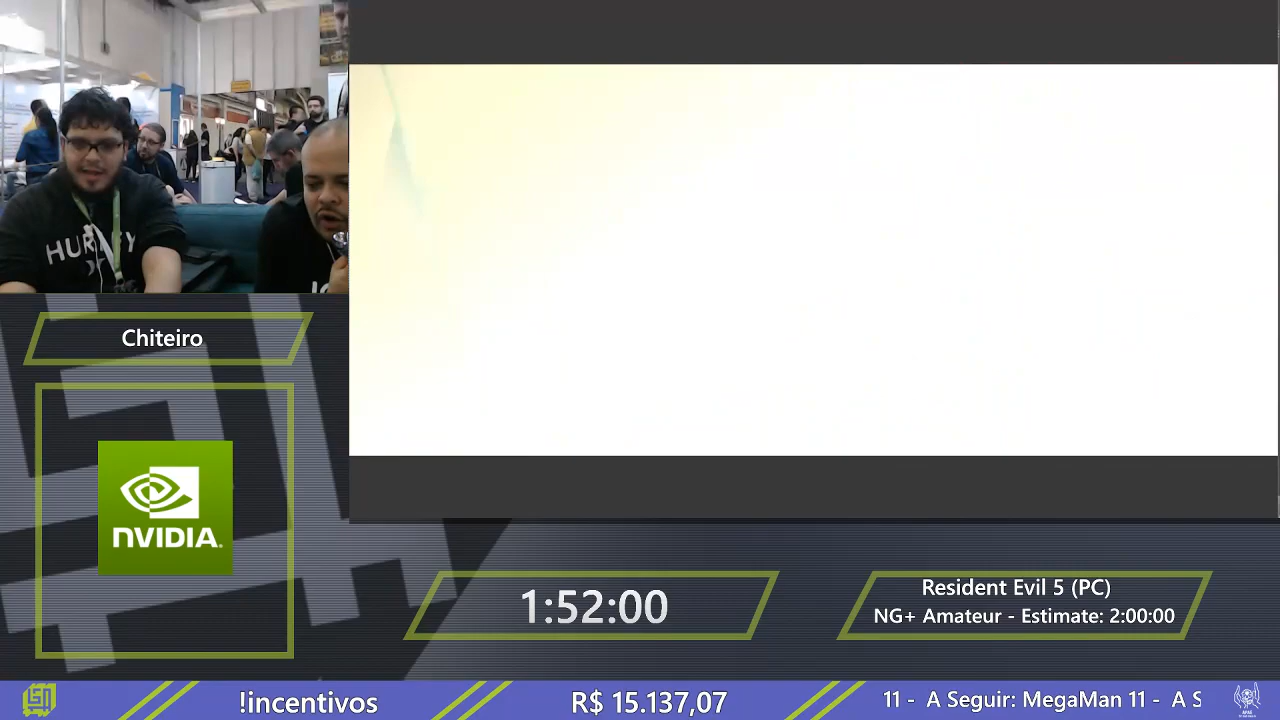 HURLEY
Chiteiro
NVIDIA.
1:52:00
Resident Evil 5 (PC)
NG+ Amateur - Estimate: 2:00:00
!incentivos
R$ 15.137,07
11 - A Seguir: MegaMan 11 - A S